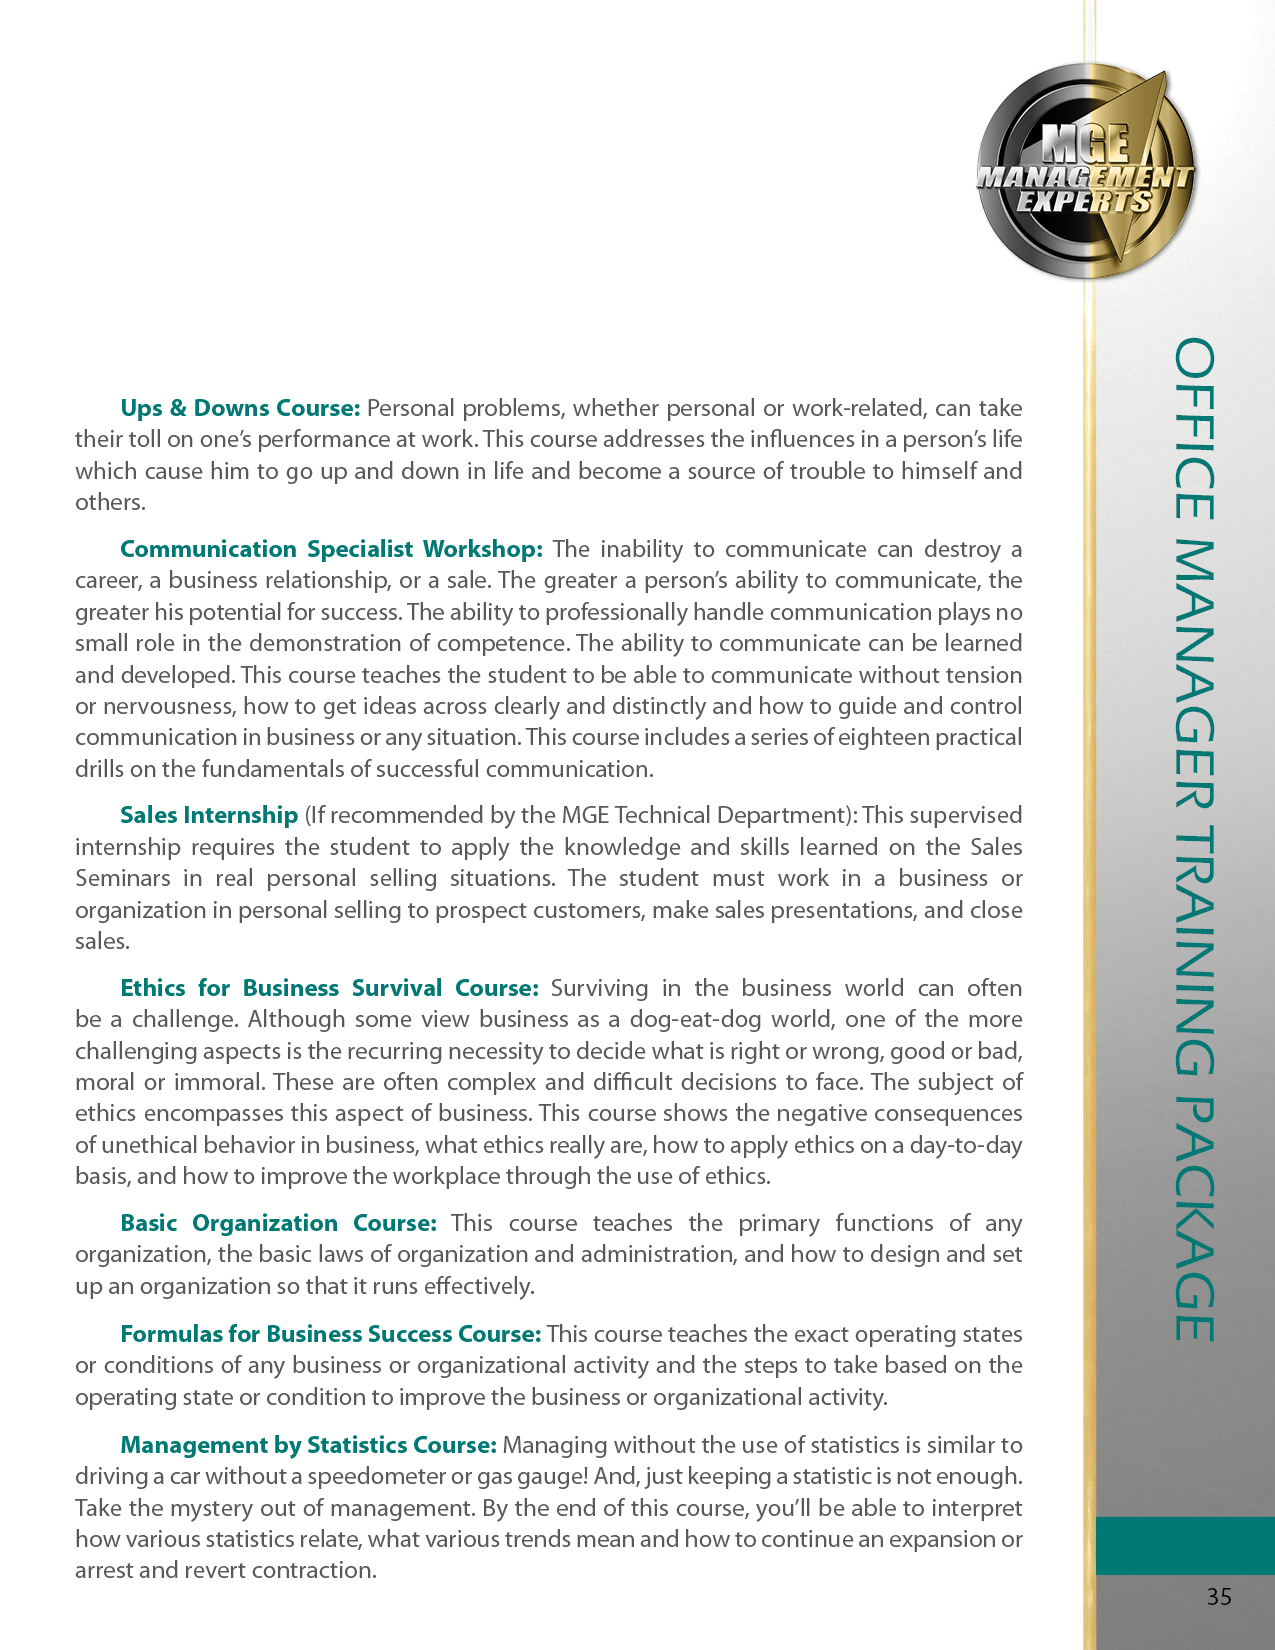 MGE
MANAGEMENT
EXPERTS
OFFICE MANAGER TRAINING PACKAGE
Ups & Downs Course: Personal problems, whether personal or work-related, can take
their toll on one’s performance at work. This course addresses the influences in a person’s life
which cause him to go up and down in life and become a source of trouble to himself and
others.
Communication Specialist Workshop: The inability to communicate can destroy a
career, a business relationship, or a sale. The greater a person’s ability to communicate, the
greater his potential for success. The ability to professionally handle communication plays no
small role in the demonstration of competence. The ability to communicate can be learned
and developed. This course teaches the student to be able to communicate without tension
or nervousness, how to get ideas across clearly and distinctly and how to guide and control
communication in business or any situation. This course includes a series of eighteen practical
drills on the fundamentals of successful communication.
Sales Internship (If recommended by the MGE Technical Department): This supervised
internship requires the student to apply the knowledge and skills learned on the Sales
Seminars in real personal selling situations. The student must work in a business or
organization in personal selling to prospect customers, make sales presentations, and close
sales.
Ethics for Business Survival Course: Surviving in the business world can often
be a challenge. Although some view business as a dog-eat-dog world, one of the more
challenging aspects is the recurring necessity to decide what is right or wrong, good or bad,
moral or immoral. These are often complex and difficult decisions to face. The subject of
ethics encompasses this aspect of business. This course shows the negative consequences
of unethical behavior in business, what ethics really are, how to apply ethics on a day-to-day
basis, and how to improve the workplace through the use of ethics.
Basic Organization Course: This course teaches the primary functions of any
organization, the basic laws of organization and administration, and how to design and set
up an organization so that it runs effectively.
Formulas for Business Success Course: This course teaches the exact operating states
or conditions of any business or organizational activity and the steps to take based on the
operating state or condition to improve the business or organizational activity.
Management by Statistics Course: Managing without the use of statistics is similar to
driving a car without a speedometer or gas gauge! And, just keeping a statistic is not enough.
Take the mystery out of management. By the end of this course, you’ll be able to interpret
how various statistics relate, what various trends mean and how to continue an expansion or
arrest and revert contraction.
35